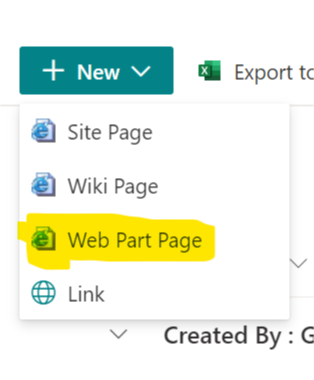 New
Export to
Site Page
Wiki Page
Web Part Page
Link
Created By : G